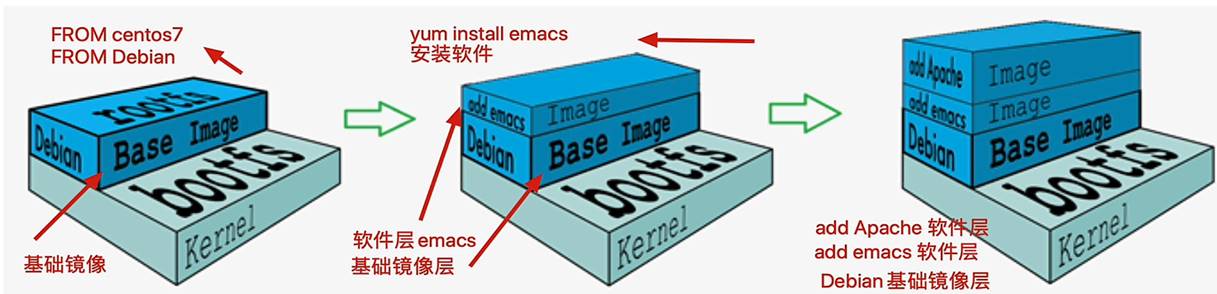 FROM centos7
FROM Debian
rootfs
Debian
Base Image
bootfs
Kernel
基础镜像
yum install emacs
安装软件
add emacs
Image
Debian
Base Image
bootfs
Kernel
软件层 emacs
基础镜像层
add Apache
Image
add emacs
Image
Debian
Base Image
bootfs
Kernel
add Apache 软件层
add emacs 软件层
Debian 基础镜像层